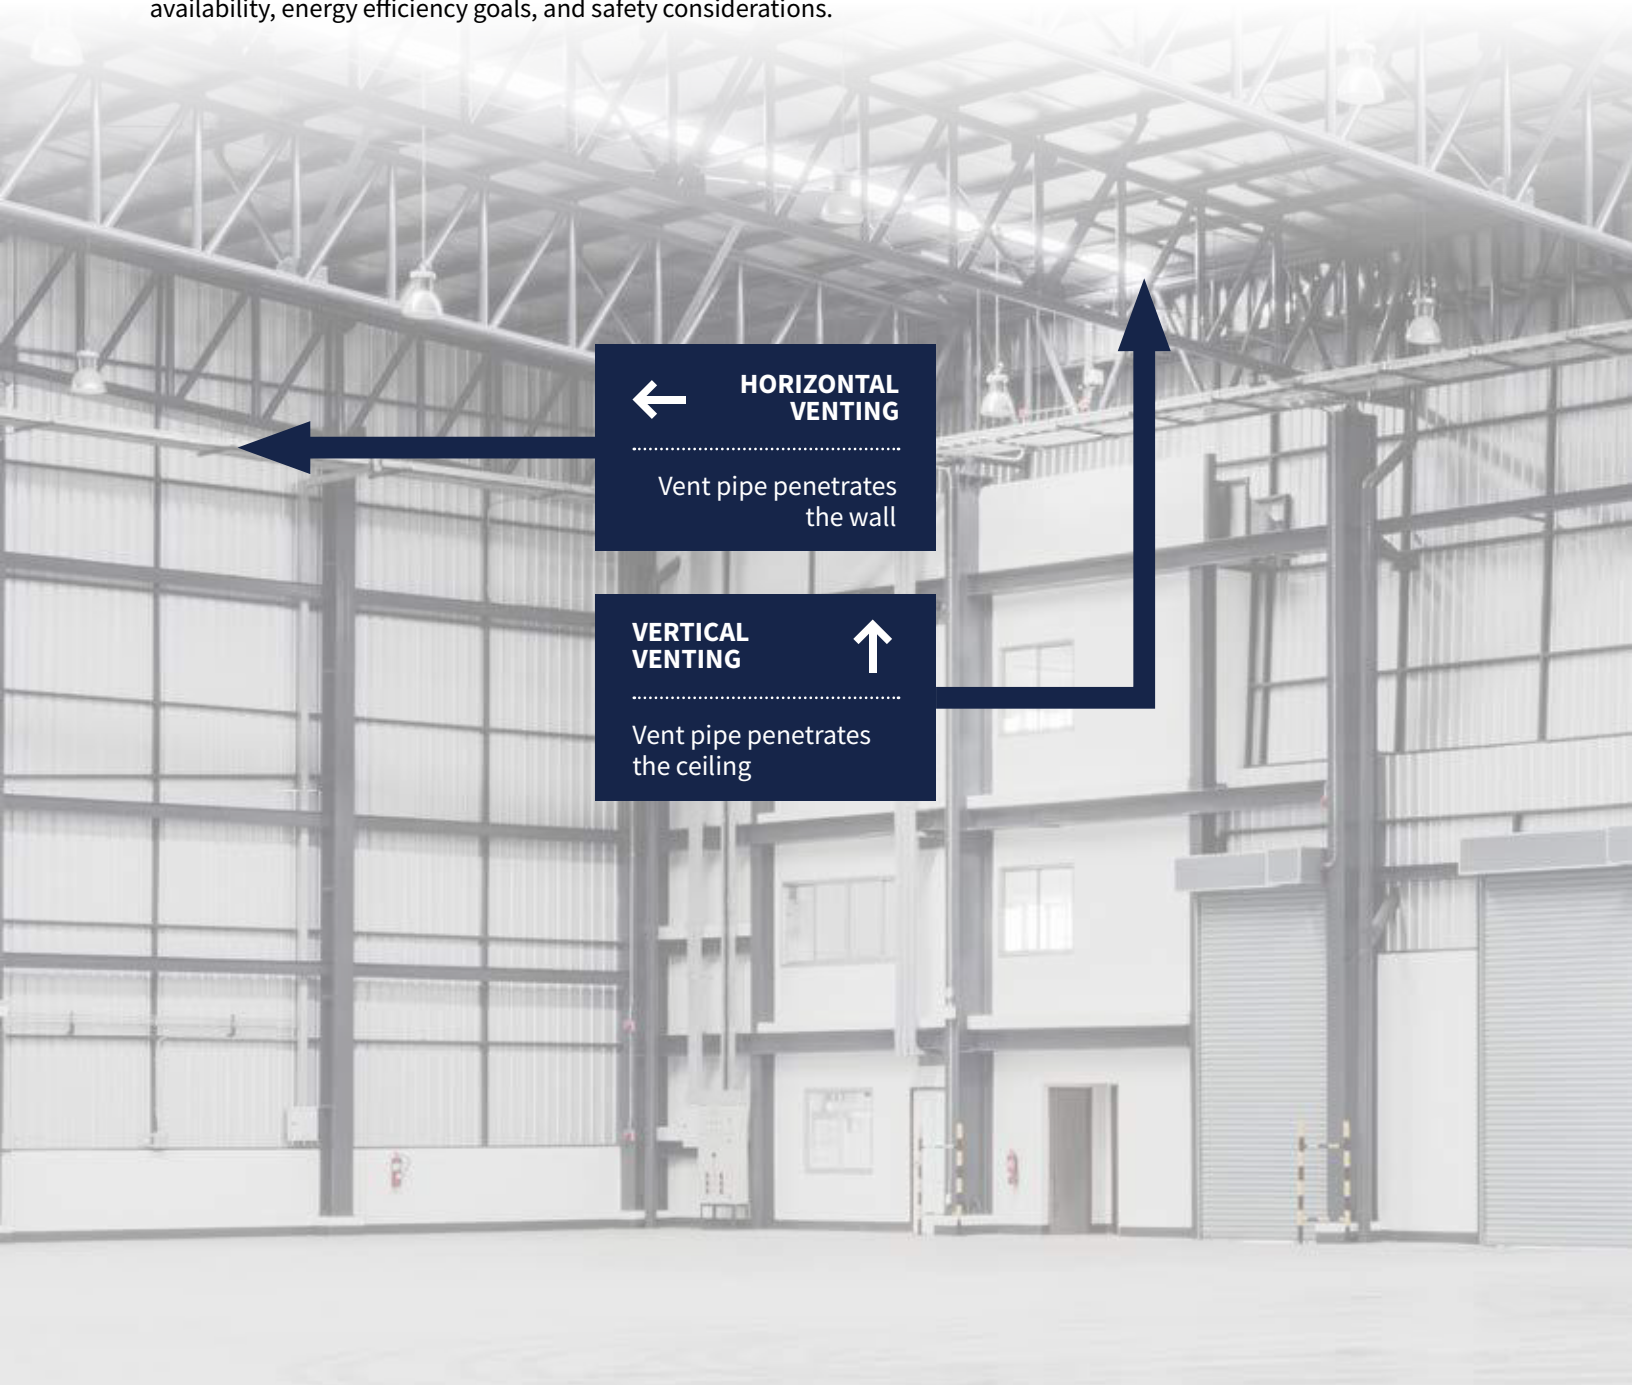 availability, energy efficiency goals, and safety considerations.
HORIZONTAL
VENTING
Vent pipe penetrates
the wall
VERTICAL
VENTING
Vent pipe penetrates
the ceiling